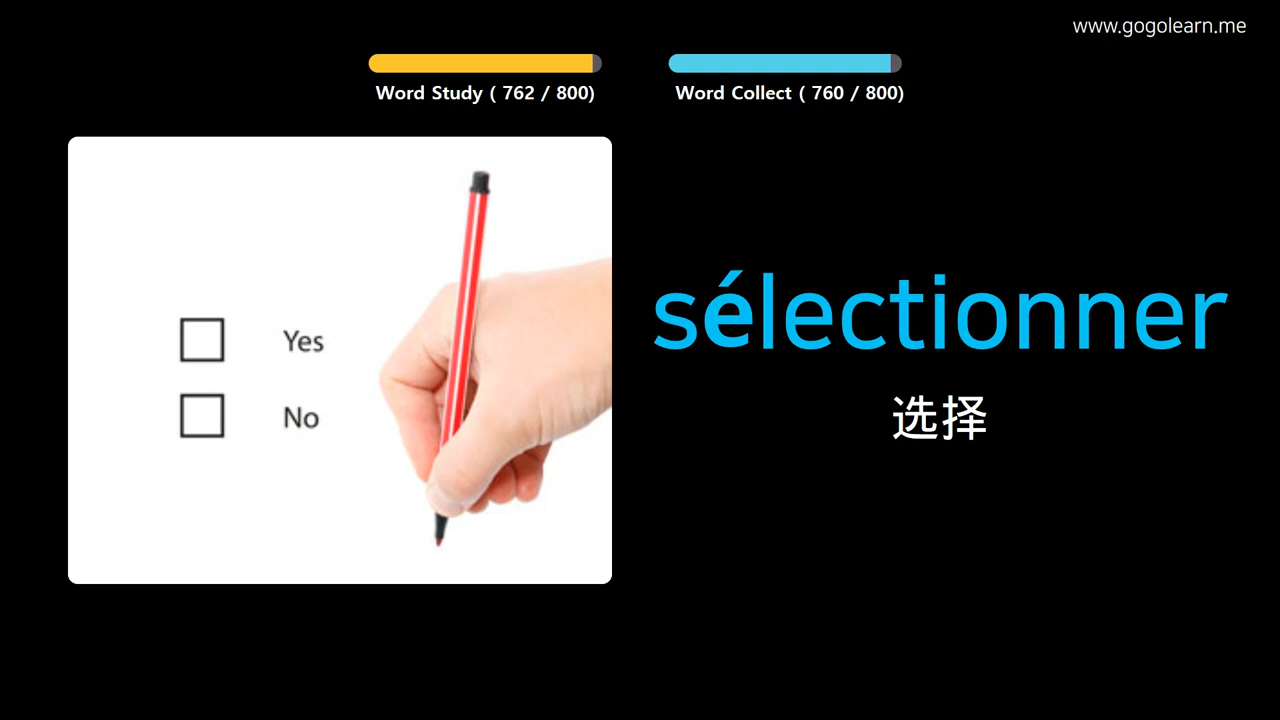 www.gogolearn.me
Word Study ( 762 / 800)
Word Collect ( 760 / 800)
Yes
No
sélectionner
选择